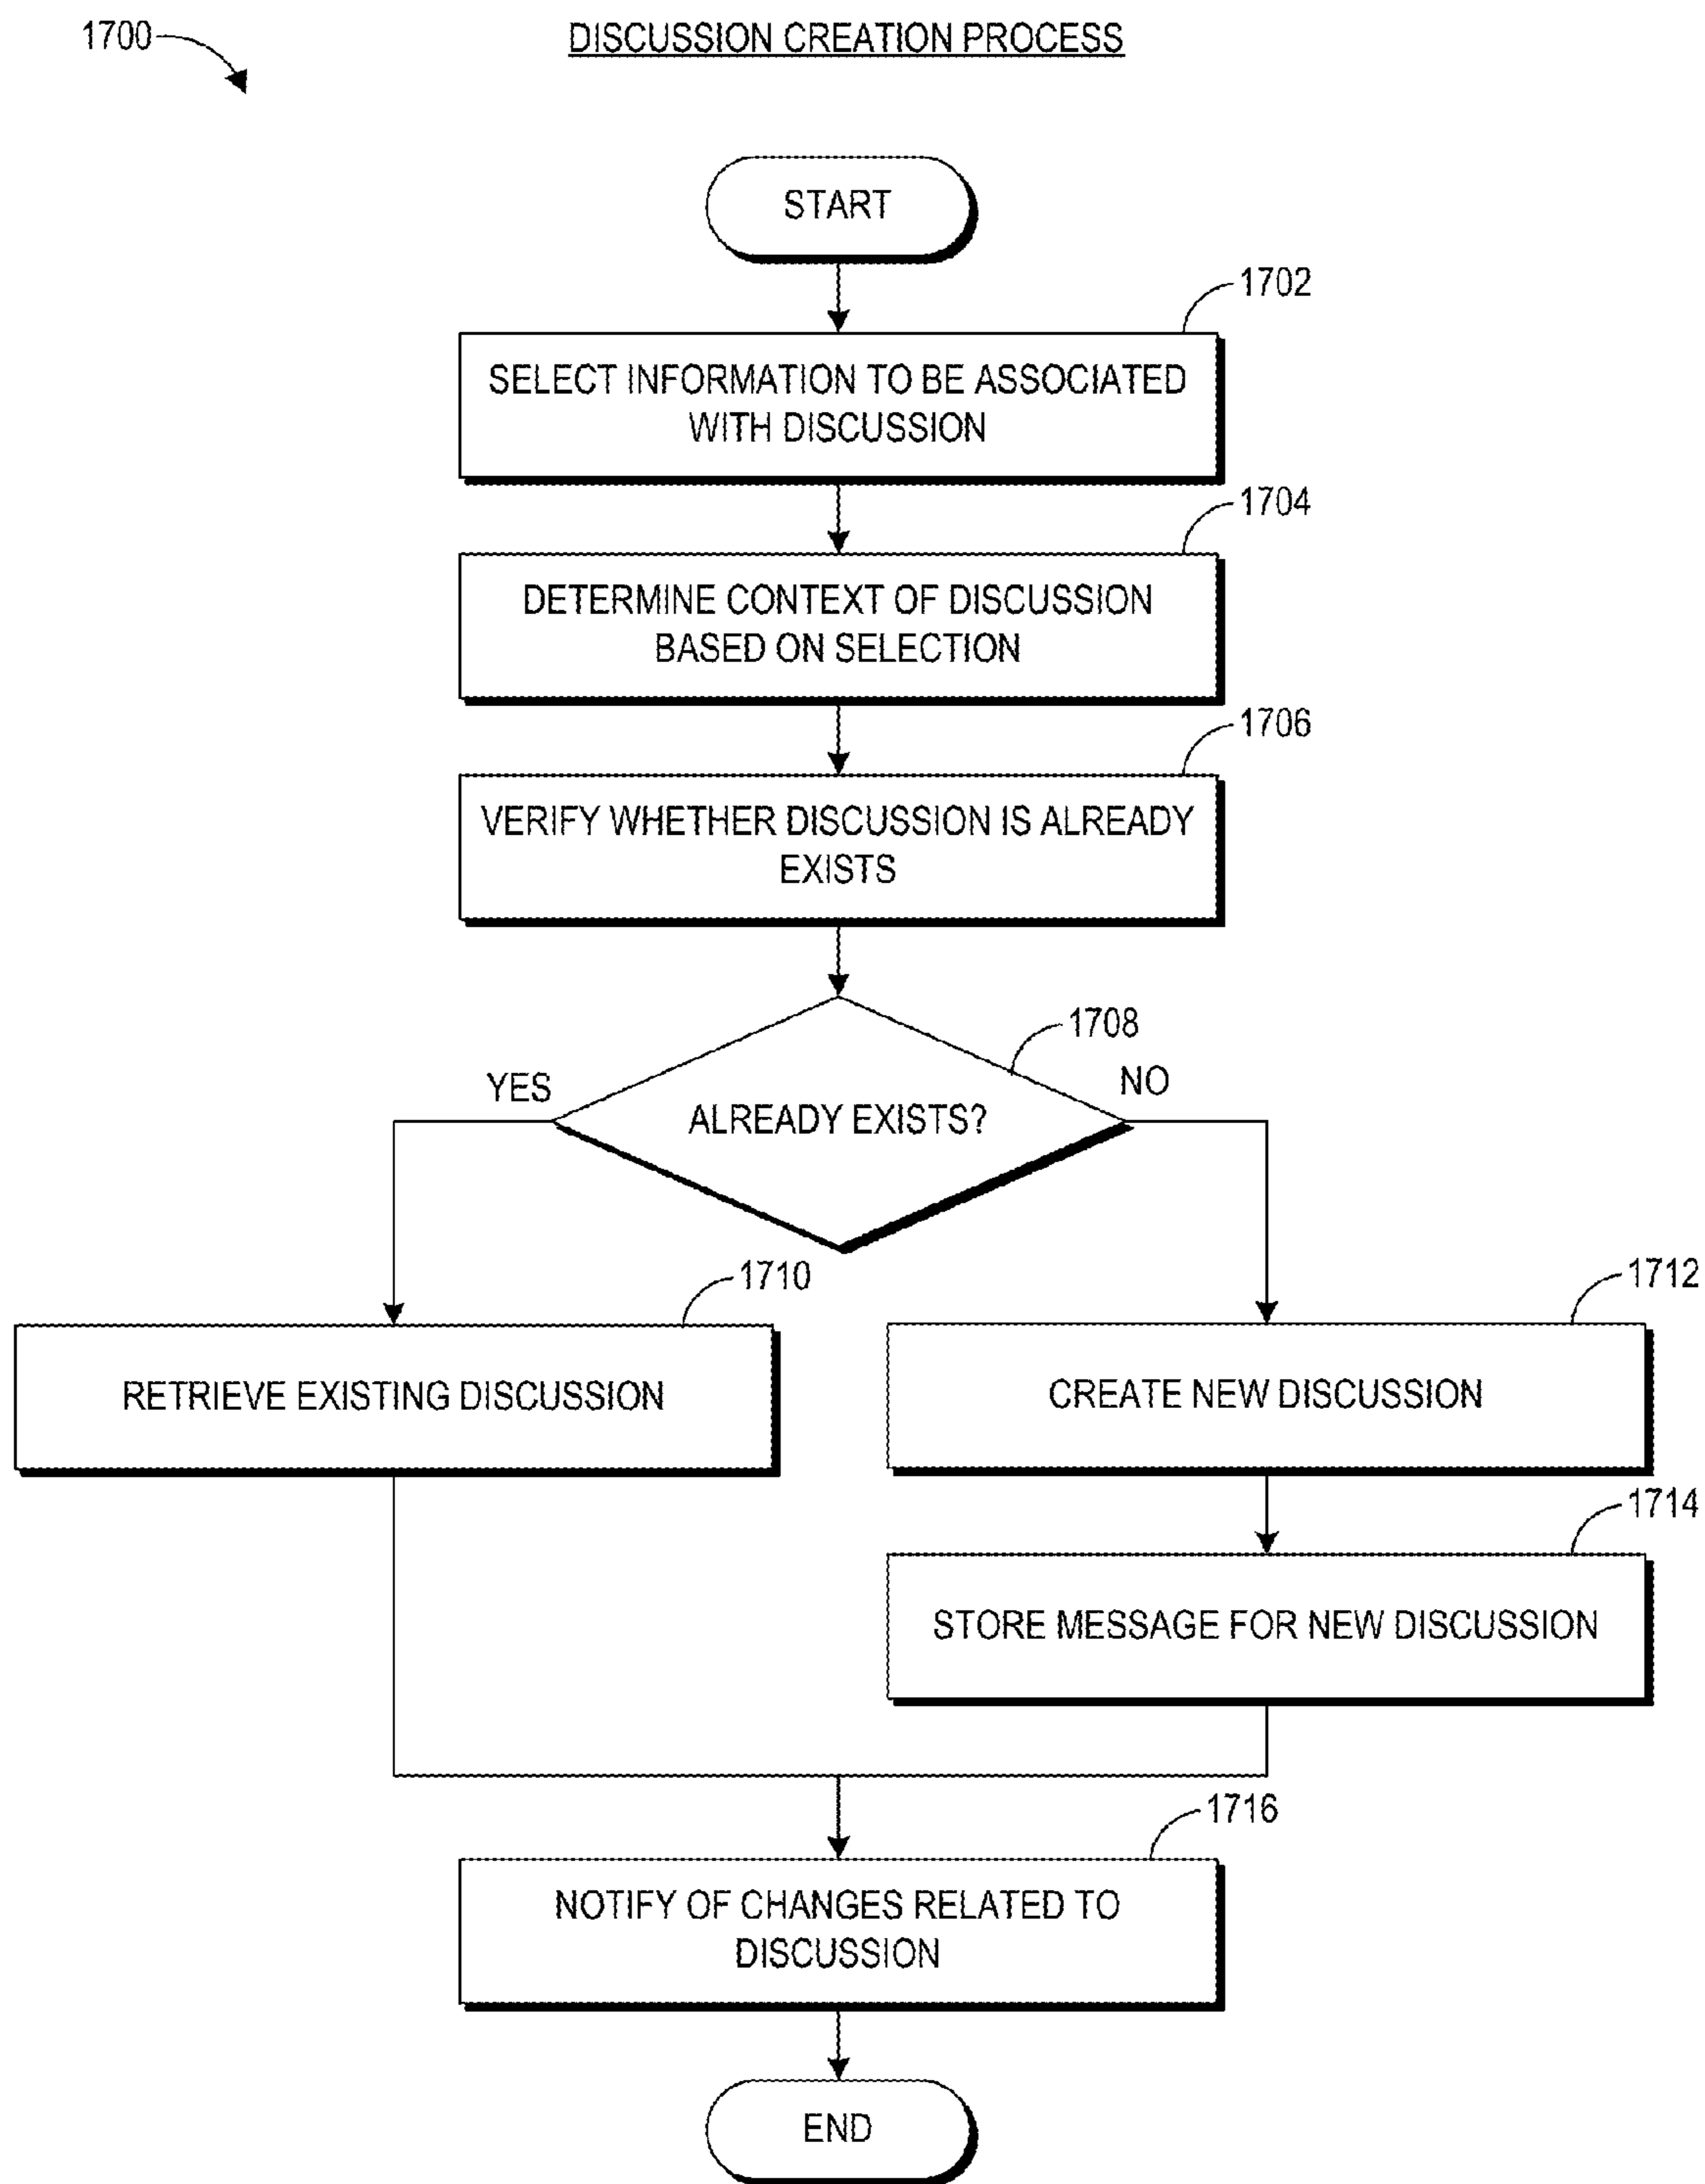 1700
DISCUSSION CREATION PROCESS
START
1702
SELECT INFORMATION TO BE ASSOCIATED
WITH DISCUSSION
1704
DETERMINE CONTEXT OF DISCUSSION
BASED ON SELECTION
1706
VERIFY WHETHER DISCUSSION IS ALREADY
EXISTS
1708
YES
NO
ALREADY EXISTS?
1710
RETRIEVE EXISTING DISCUSSION
1712
CREATE NEW DISCUSSION
1714
STORE MESSAGE FOR NEW DISCUSSION
1716
NOTIFY OF CHANGES RELATED TO
DISCUSSION
END